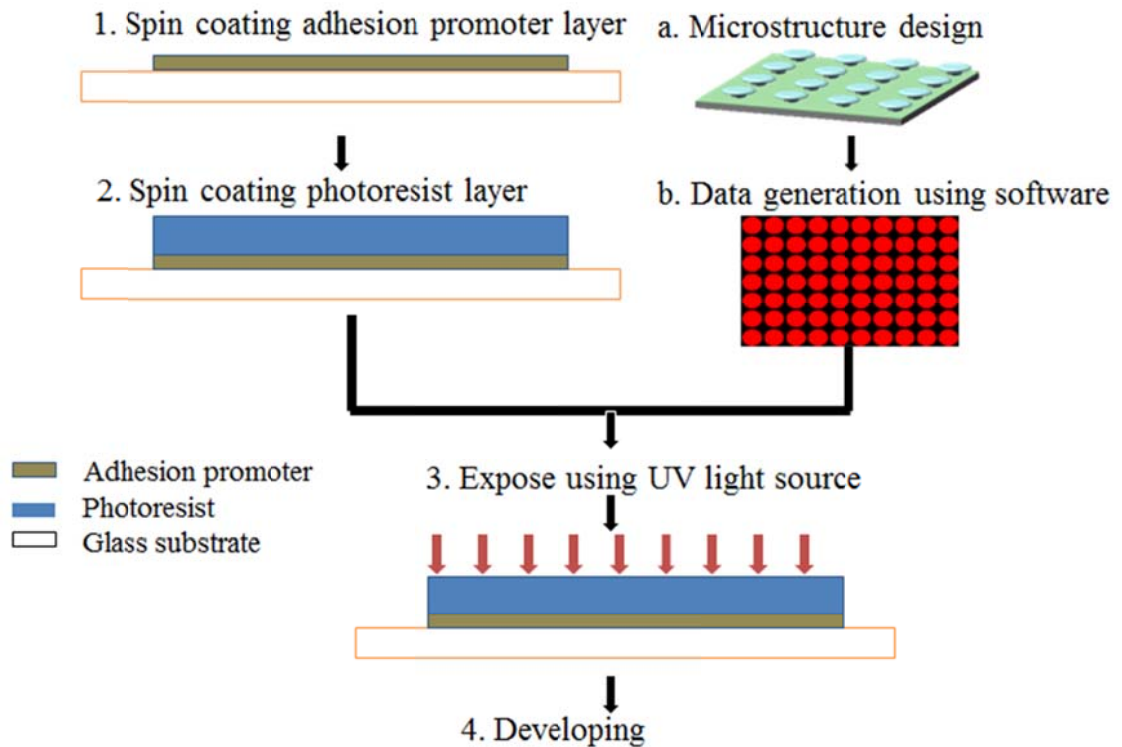 1. Spin coating adhesion promoter layer
a. Microstructure design
2. Spin coating photoresist layer
b. Data generation using software
Adhesion promoter
Photoresist
Glass substrate
3. Expose using UV light source
4. Developing